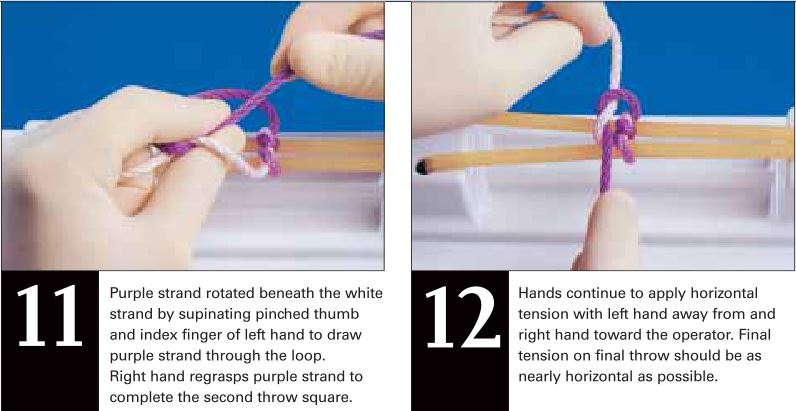 11
Purple strand rotated beneath the white
strand by supinating pinched thumb
and index finger of left hand to draw
purple strand through the loop.
Right hand regrasps purple strand to
complete the second throw square.
12
Hands continue to apply horizontal
tension with left hand away from and
right hand toward the operator. Final
tension on final throw should be as
nearly horizontal as possible.